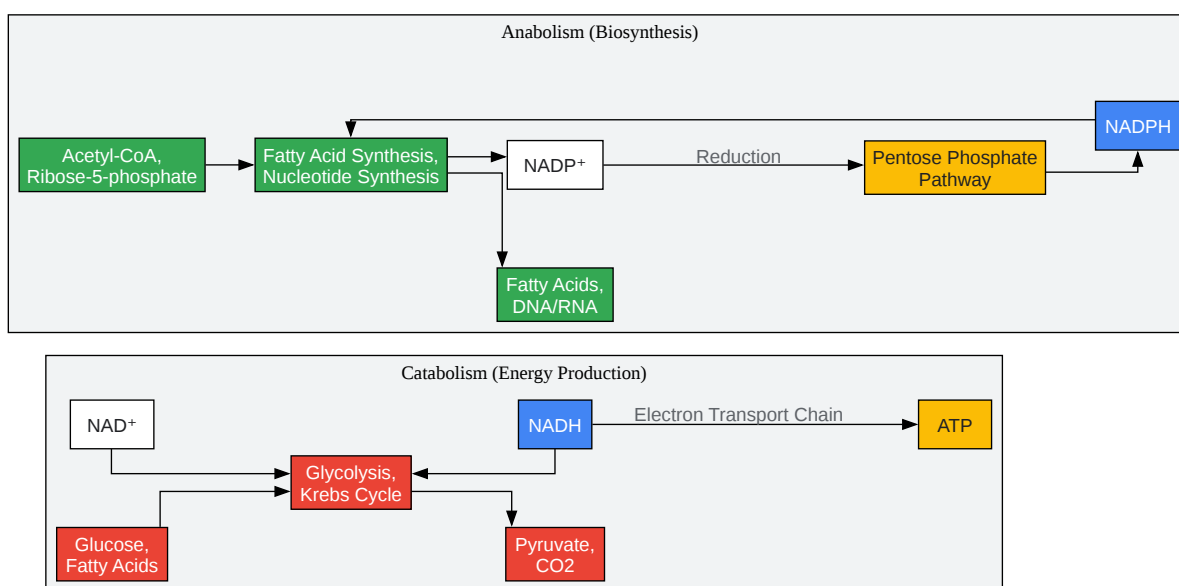 Anabolism (Biosynthesis)
NADPH
Acetyl-CoA,
Ribose-5-phosphate
Fatty Acid Synthesis,
Nucleotide Synthesis
NADP⁺
Reduction
Pentose Phosphate
Pathway
Fatty Acids,
DNA/RNA
Catabolism (Energy Production)
NAD⁺
NADH
Electron Transport Chain
ATP
Glycolysis,
Krebs Cycle
Glucose,
Fatty Acids
Pyruvate,
CO2